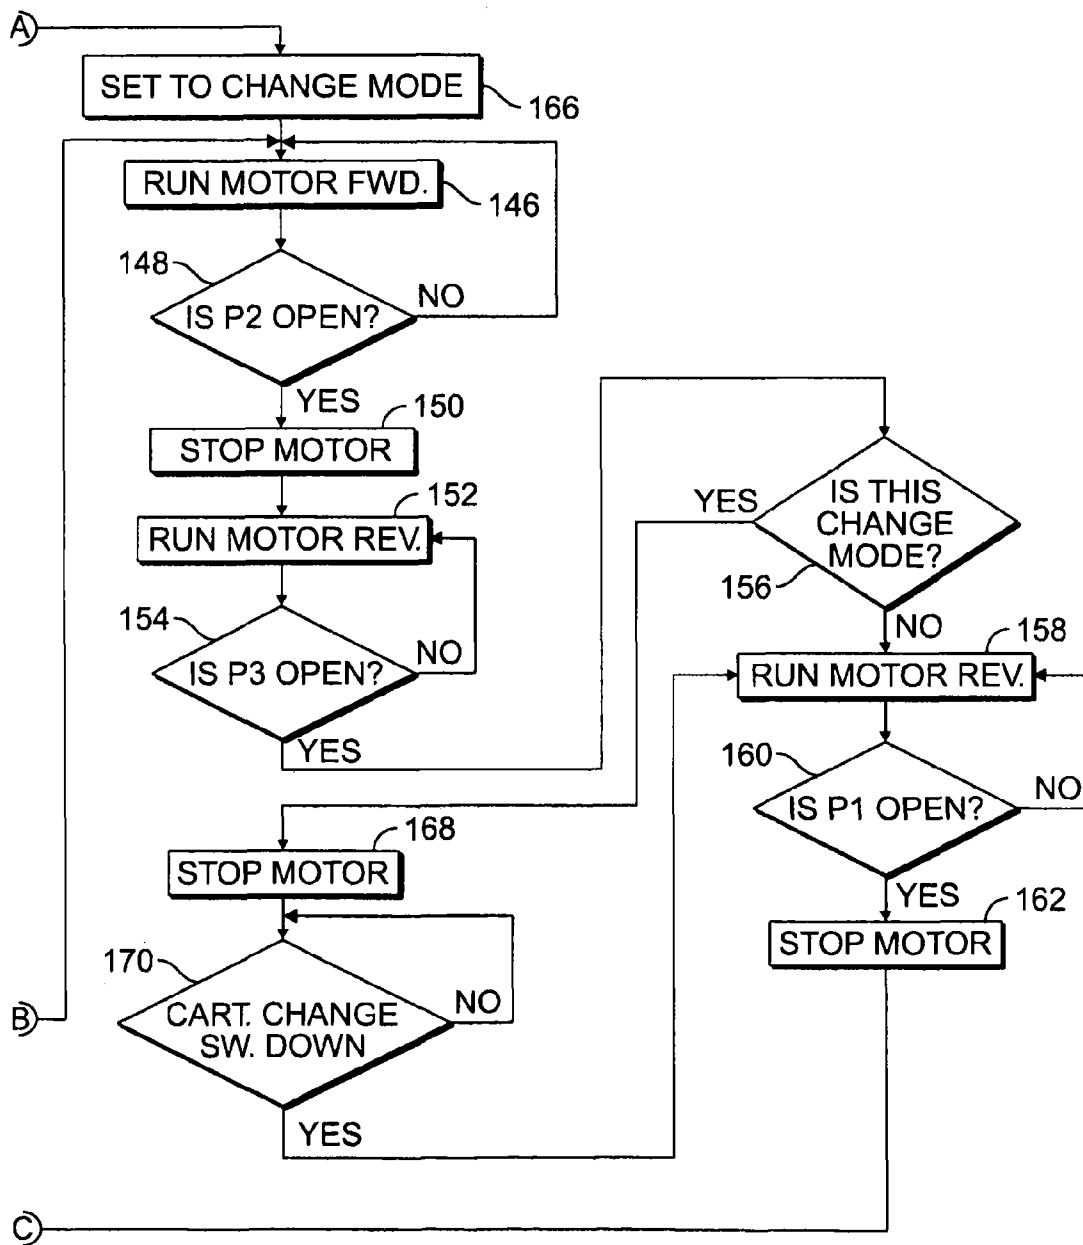 A
SET TO CHANGE MODE
166
RUN MOTOR FWD.
146
148
IS P2 OPEN?
NO
YES
150
STOP MOTOR
152
RUN MOTOR REV.
154
IS P3 OPEN?
NO
YES
YES
IS THIS
CHANGE
MODE?
156
NO
158
RUN MOTOR REV.
160
IS P1 OPEN?
NO
YES
162
STOP MOTOR
168
STOP MOTOR
170
CART. CHANGE
SW. DOWN
NO
YES
B
C